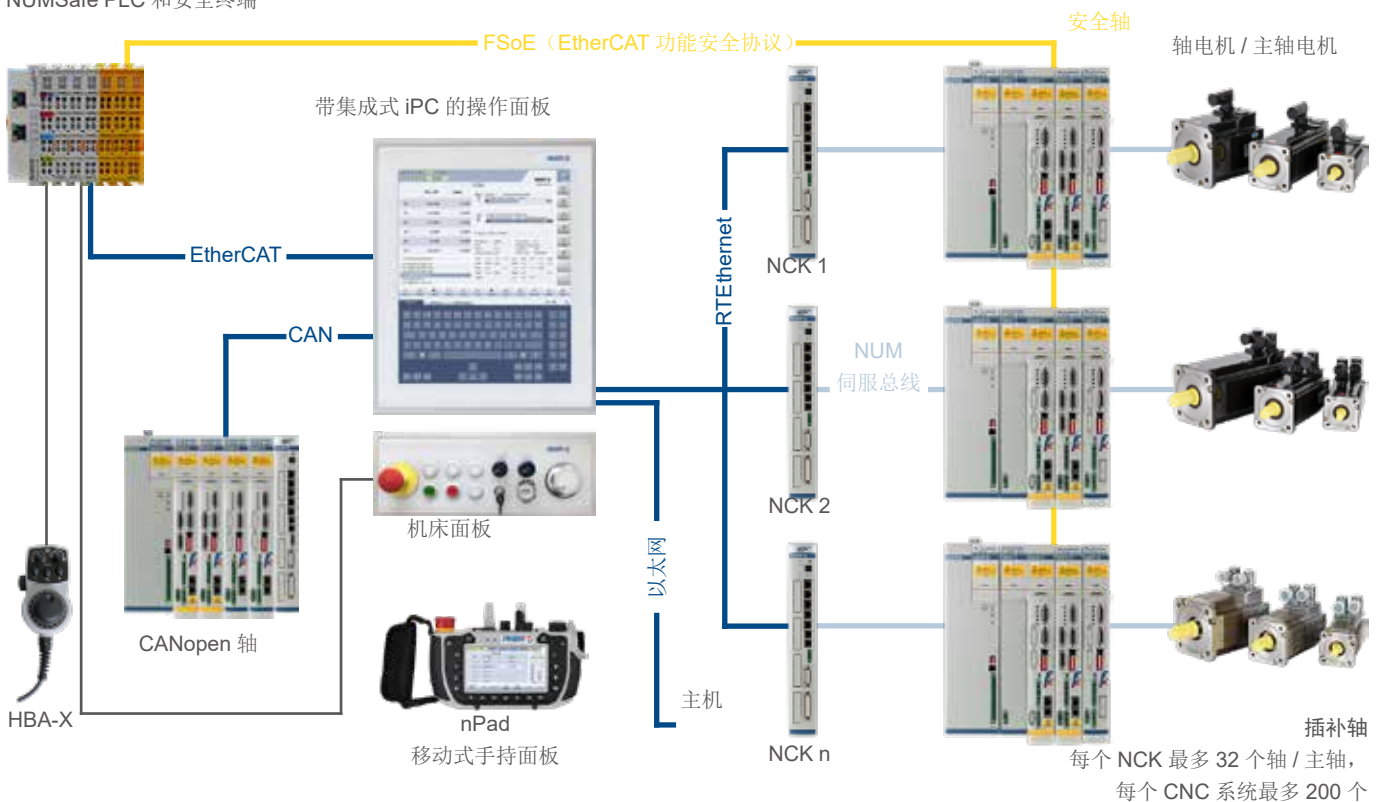 NUMSafe PLC 和安全终端
安全轴
FSoE（EtherCAT 功能安全协议）
轴电机 / 主轴电机
带集成式 iPC 的操作面板
EtherCAT
RTEthernet
NCK 1
CAN
NUM
伺服总线
NCK 2
机床面板
以太网
CANopen 轴
HBA-X
nPad
移动式手持面板
主机
NCK n
插补轴
每个 NCK 最多 32 个轴 / 主轴，
每个 CNC 系统最多 200 个